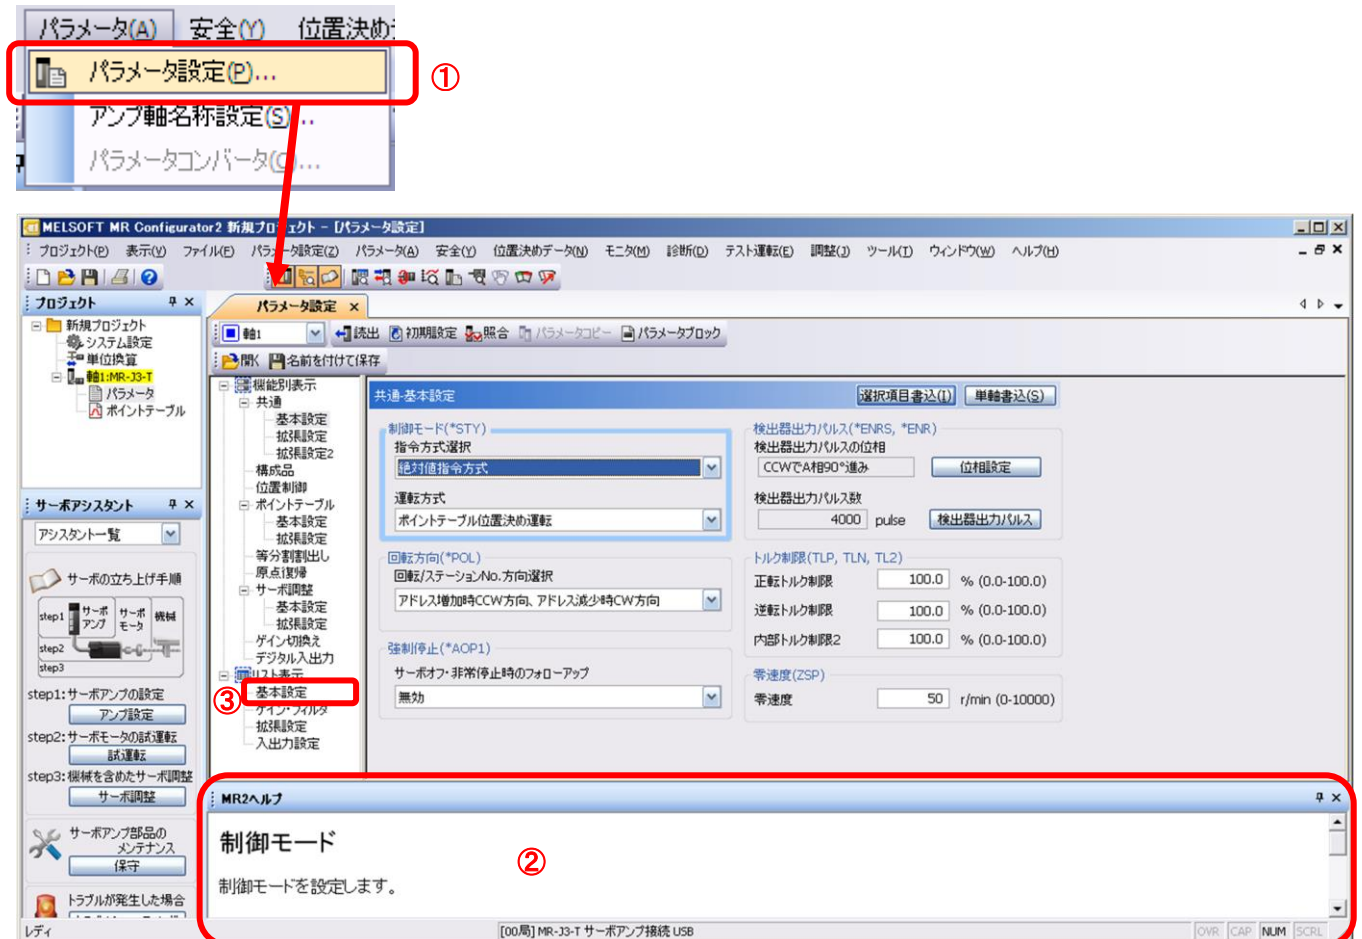 パラメータ(A) 安全(Y) 位置決め
パラメータ設定(P)...
①
アンプ軸名称設定(S)...
パラメータコンバータ(C)...
MELSOFT MR Configurator2 新規プロジェクト - [パラメータ設定]
プロジェクト(P) 表示(V) ファイル(F) パラメータ設定(Z) パラメータ(A) 安全(Y) 位置決めデータ(N) モニタ(M) 診断(D) テスト運転(E) 調整(J) ツール(T) ウィンドウ(W) ヘルプ(H)
プロジェクト
新規プロジェクト
システム設定
単位換算
軸1:MR-J3-T
パラメータ
ポイントテーブル
サーボアシスタント
アシスタント一覧
サーボの立ち上げ手順
step1 サーボアンプ サーボモータ 機械
step2
step3
step1:サーボアンプの設定
アンプ設定
step2:サーボモータの試運転
試運転
step3:機械を含めたサーボ調整
サーボ調整
サーボアンプ部品の
メンテナンス
保守
トラブルが発生した場合
パラメータ設定 ×
軸1 読出 初期設定 照合 パラメータコピー パラメータブロック
開く 名前を付けて保存
機能別表示
共通
基本設定
拡張設定
拡張設定2
構成品
位置制御
ポイントテーブル
基本設定
拡張設定
等分割割出し
原点復帰
サーボ調整
基本設定
拡張設定
ゲイン切換え
デジタル入出力
リスト表示
③ 基本設定
ゲイン・フィルタ
拡張設定
入出力設定
共通-基本設定 選択項目書込(I) 単軸書込(S)
制御モード(*STY)
指令方式選択
絶対値指令方式
運転方式
ポイントテーブル位置決め運転
回転方向(*POL)
回転/ステーションNo.方向選択
アドレス増加時CCW方向、アドレス減少時CW方向
強制停止(*AOP1)
サーボオフ・非常停止時のフォローアップ
無効
検出器出力パルス(*ENRS, *ENR)
検出器出力パルスの位相
CCWでA相90°進み 位相設定
検出器出力パルス数
4000 pulse 検出器出力パルス
トルク制限(TLP, TLN, TL2)
正転トルク制限 100.0 % (0.0-100.0)
逆転トルク制限 100.0 % (0.0-100.0)
内部トルク制限2 100.0 % (0.0-100.0)
零速度(ZSP)
零速度 50 r/min (0-10000)
MR2ヘルプ
制御モード
②
制御モードを設定します。
レディ [00局] MR-J3-T サーボアンプ接続 USB OVR CAP NUM SCRL